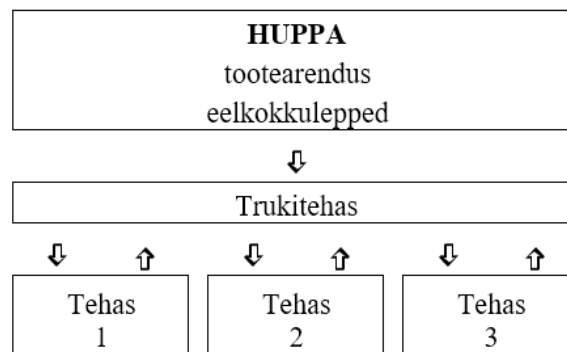 HUPPA
tootearendus
eelkokkulepped
Trukitehas
Tehas
1
Tehas
2
Tehas
3